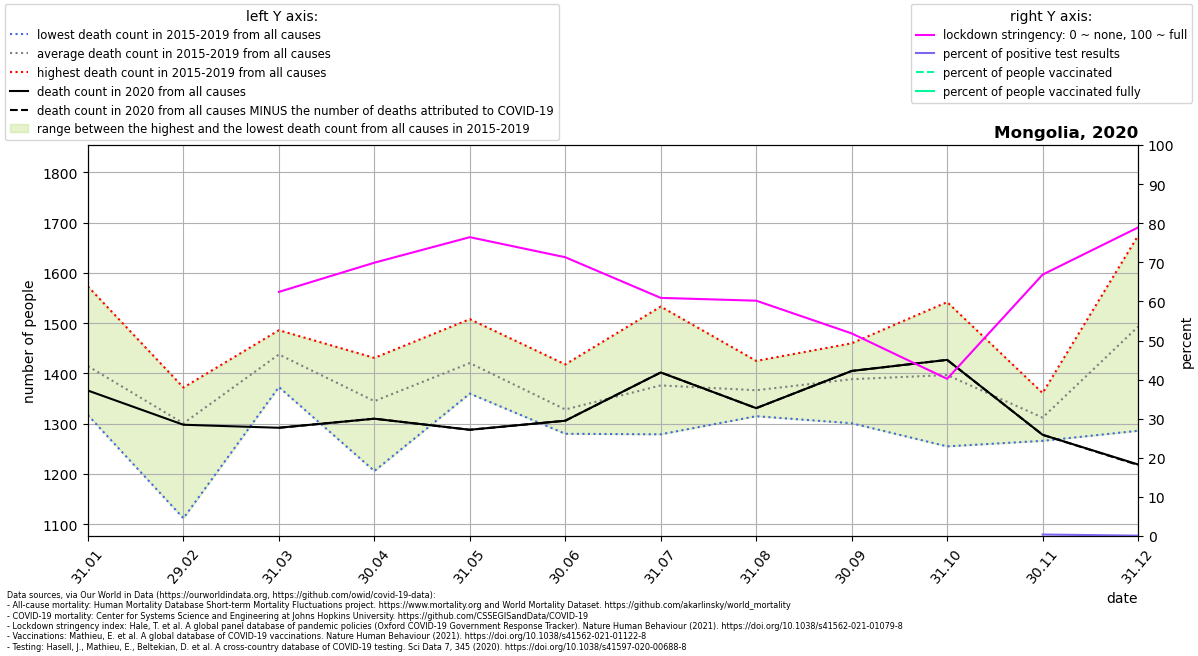 left Y axis:
lowest death count in 2015-2019 from all causes
average death count in 2015-2019 from all causes
highest death count in 2015-2019 from all causes
death count in 2020 from all causes
death count in 2020 from all causes MINUS the number of deaths attributed to COVID-19
range between the highest and the lowest death count from all causes in 2015-2019
right Y axis:
lockdown stringency: 0 ~ none, 100 ~ full
percent of positive test results
percent of people vaccinated
percent of people vaccinated fully
Mongolia, 2020
number of people
1800
1700
1600
1500
1400
1300
1200
1100
100
90
80
70
60
50
40
30
20
10
0
percent
31.01
29.02
31.03
30.04
31.05
30.06
31.07
31.08
30.09
31.10
30.11
31.12
date
Data sources, via Our World in Data (https://ourworldindata.org, https://github.com/owid/covid-19-data):
- All-cause mortality: Human Mortality Database Short-term Mortality Fluctuations project. https://www.mortality.org and World Mortality Dataset. https://github.com/akarlinsky/world_mortality
- COVID-19 mortality: Center for Systems Science and Engineering at Johns Hopkins University. https://github.com/CSSEGISandData/COVID-19
- Lockdown stringency index: Hale, T. et al. A global panel database of pandemic policies (Oxford COVID-19 Government Response Tracker). Nature Human Behaviour (2021). https://doi.org/10.1038/s41562-021-01079-8
- Vaccinations: Mathieu, E. et al. A global database of COVID-19 vaccinations. Nature Human Behaviour (2021). https://doi.org/10.1038/s41562-021-01122-8
- Testing: Hasell, J., Mathieu, E., Beltekian, D. et al. A cross-country database of COVID-19 testing. Sci Data 7, 345 (2020). https://doi.org/10.1038/s41597-020-00688-8